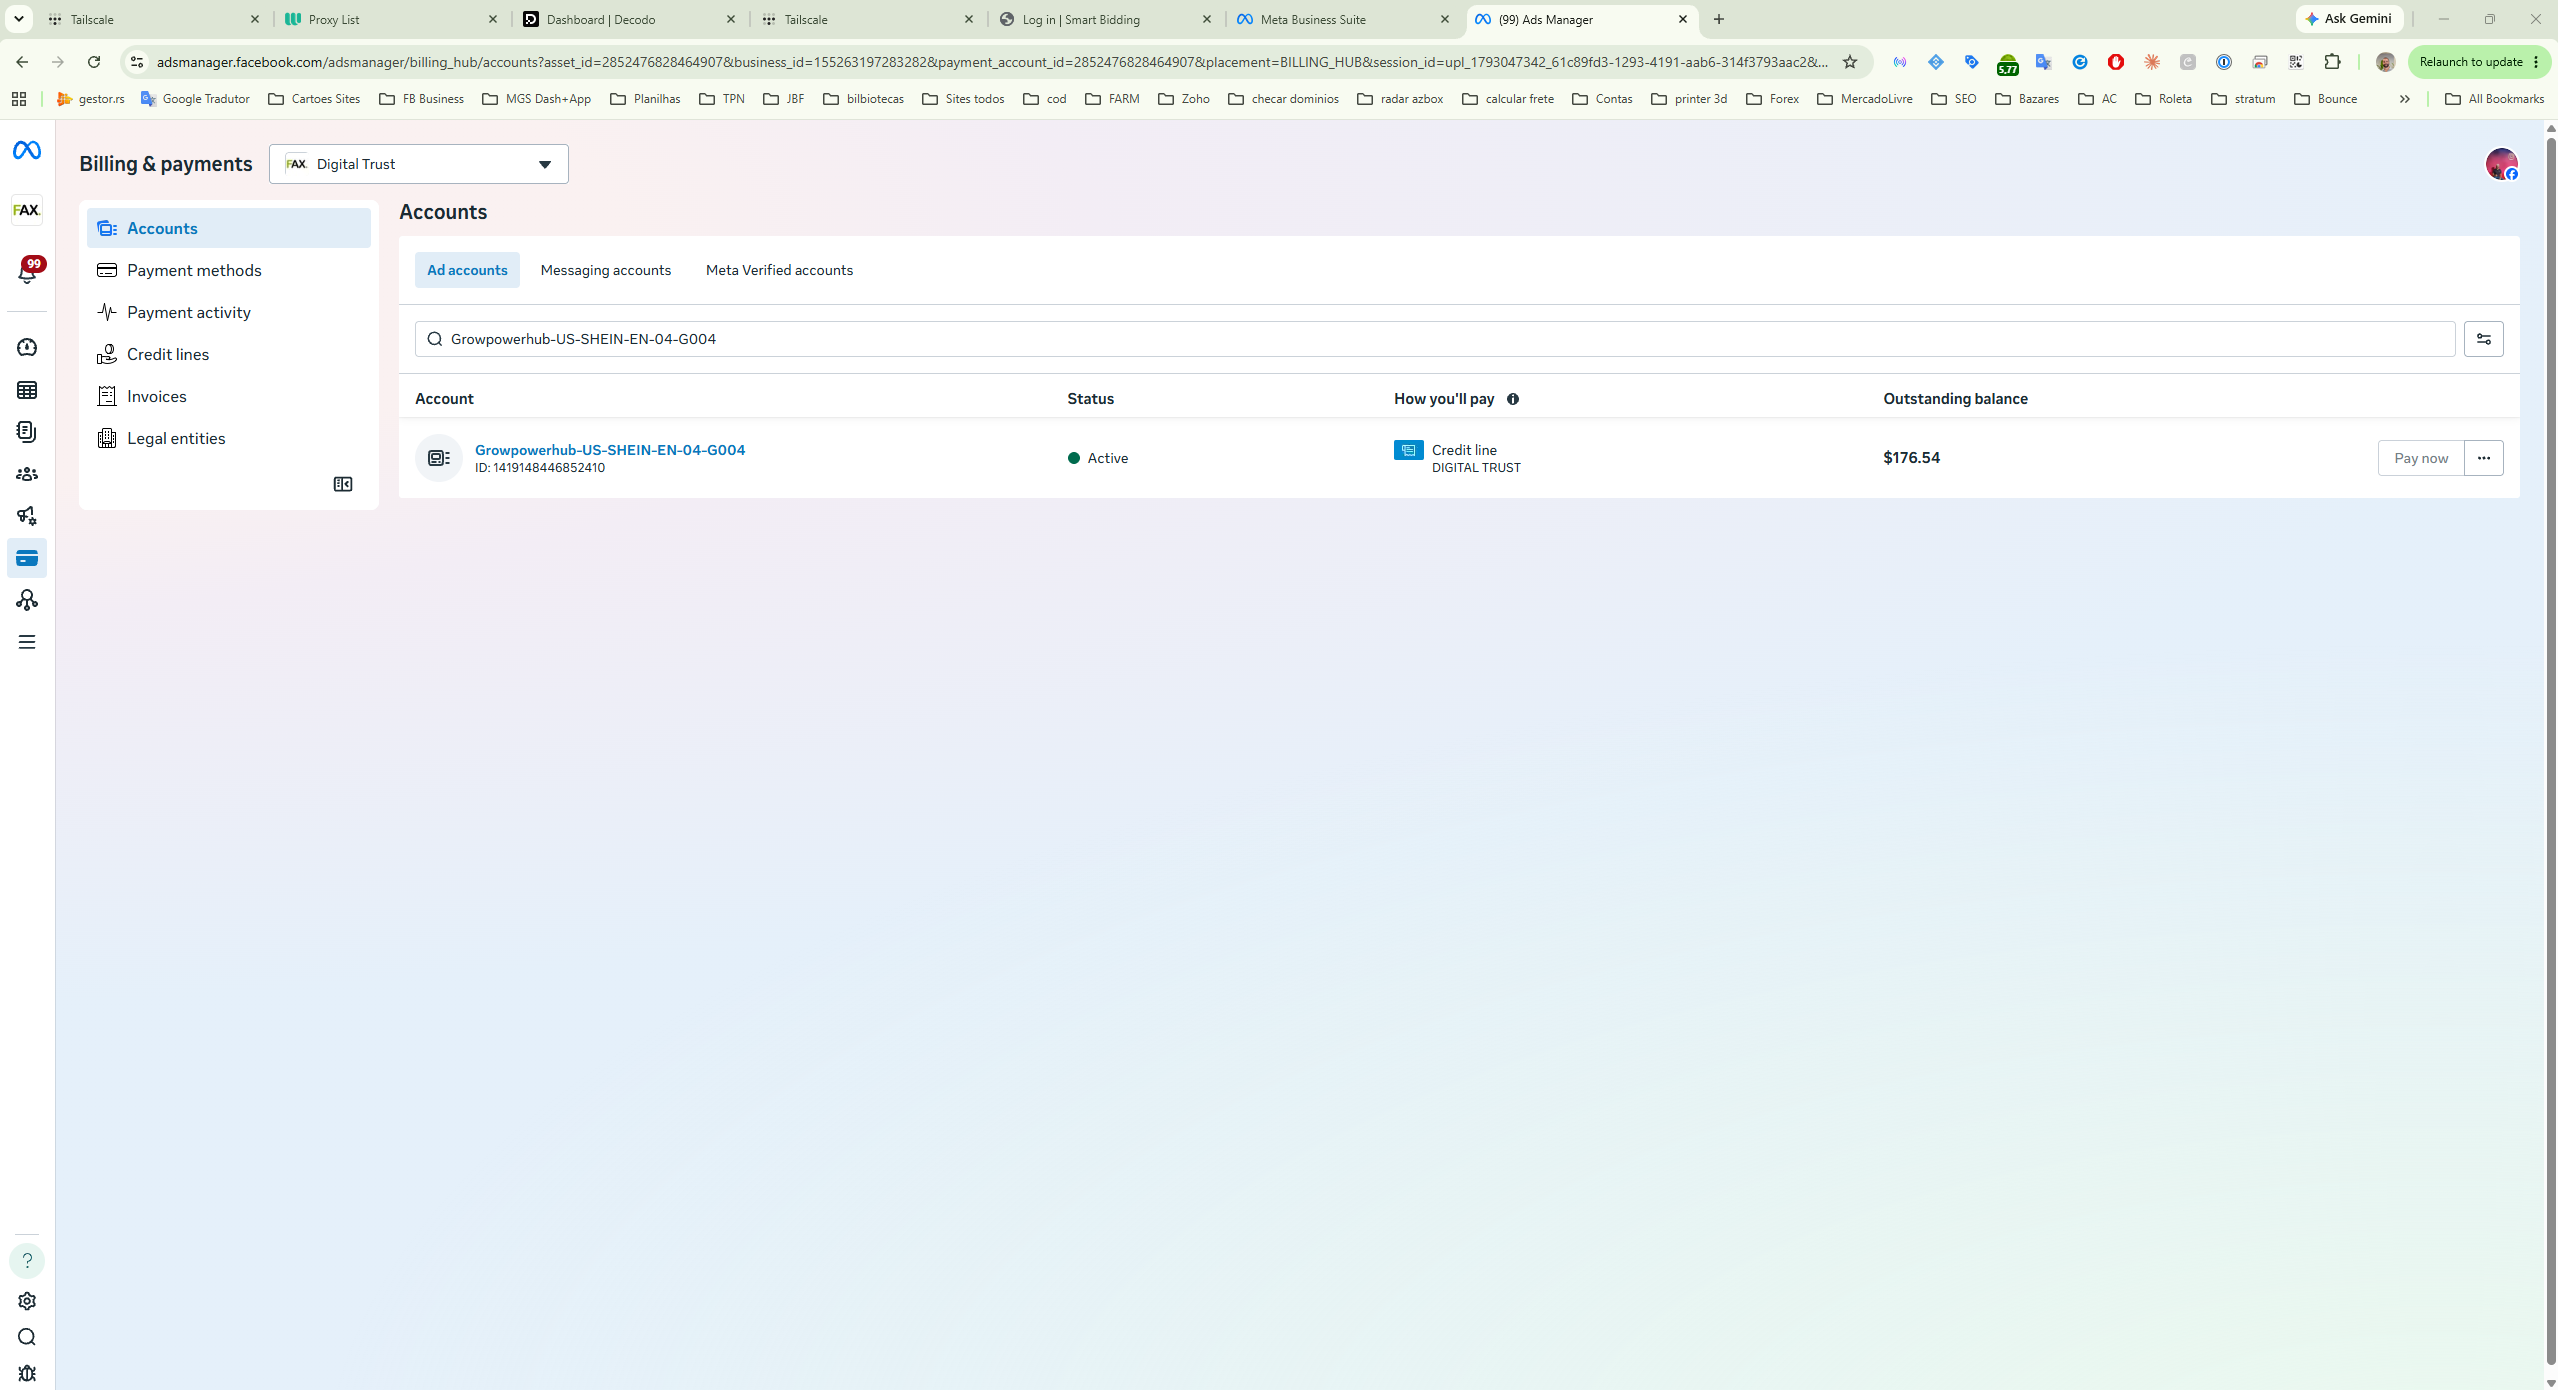 Tailscale
Proxy List
Dashboard | Decodo
Tailscale
Log in | Smart Bidding
Meta Business Suite
(99) Ads Manager
Ask Gemini
adsmanager.facebook.com/adsmanager/billing_hub/accounts?asset_id=2852476828464907&business_id=155263197283282&payment_account_id=2852476828464907&placement=BILLING_HUB&session_id=upl_1793047342_61c89fd3-1293-4191-aab6-314f3793aac2&...
5,77
Relaunch to update
gestor.rs
Google Tradutor
Cartoes Sites
FB Business
MGS Dash+App
Planilhas
TPN
JBF
bilbiotecas
Sites todos
cod
FARM
Zoho
checar dominios
radar azbox
calcular frete
Contas
printer 3d
Forex
MercadoLivre
SEO
Bazares
AC
Roleta
stratum
Bounce
All Bookmarks
Billing & payments
FAX.
Digital Trust
FAX.
99
Accounts
Payment methods
Payment activity
Credit lines
Invoices
Legal entities
Accounts
Ad accounts
Messaging accounts
Meta Verified accounts
Growpowerhub-US-SHEIN-EN-04-G004
Account
Status
How you'll pay
Outstanding balance
Growpowerhub-US-SHEIN-EN-04-G004
ID: 1419148446852410
Active
Credit line
DIGITAL TRUST
$176.54
Pay now